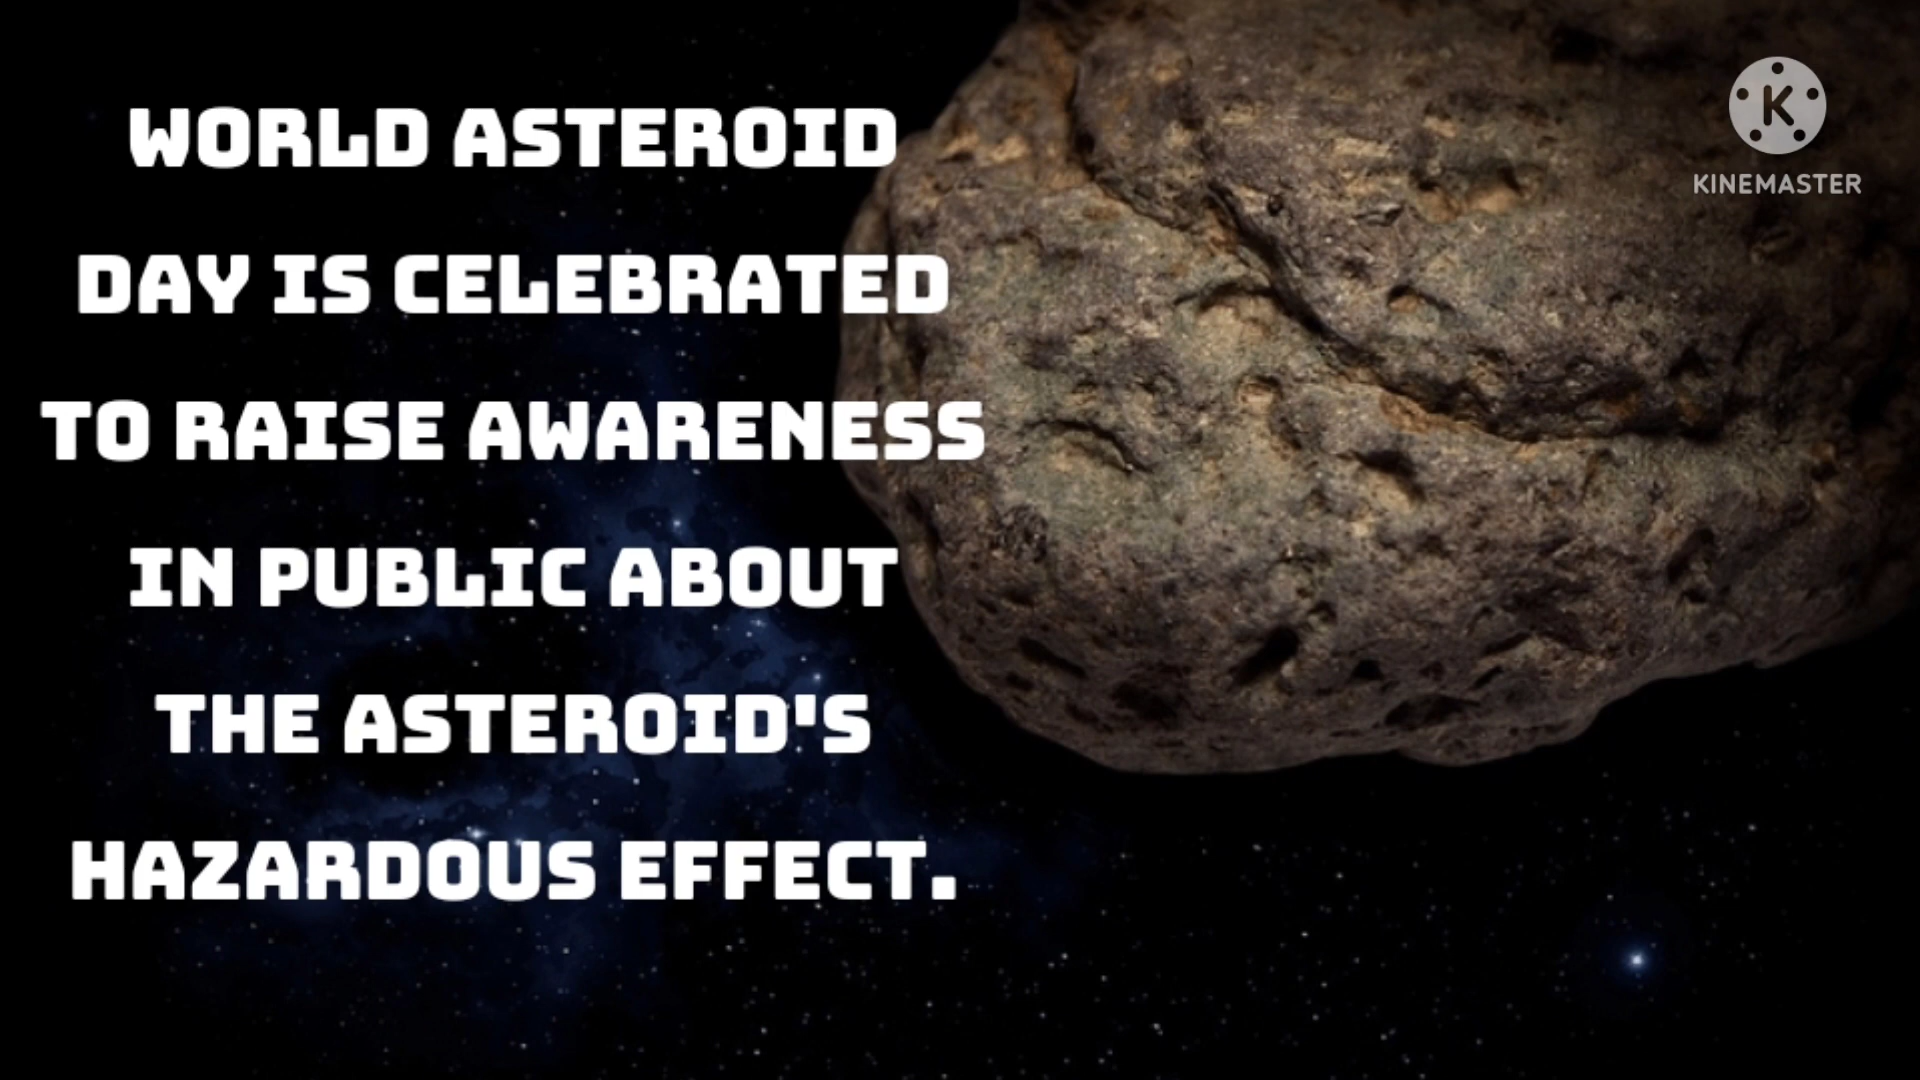 WORLD ASTEROID
DAY IS CELEBRATED
TO RAISE AWARENESS
IN PUBLIC ABOUT
THE ASTEROID'S
HAZARDOUS EFFECT.
K
KINEMASTER